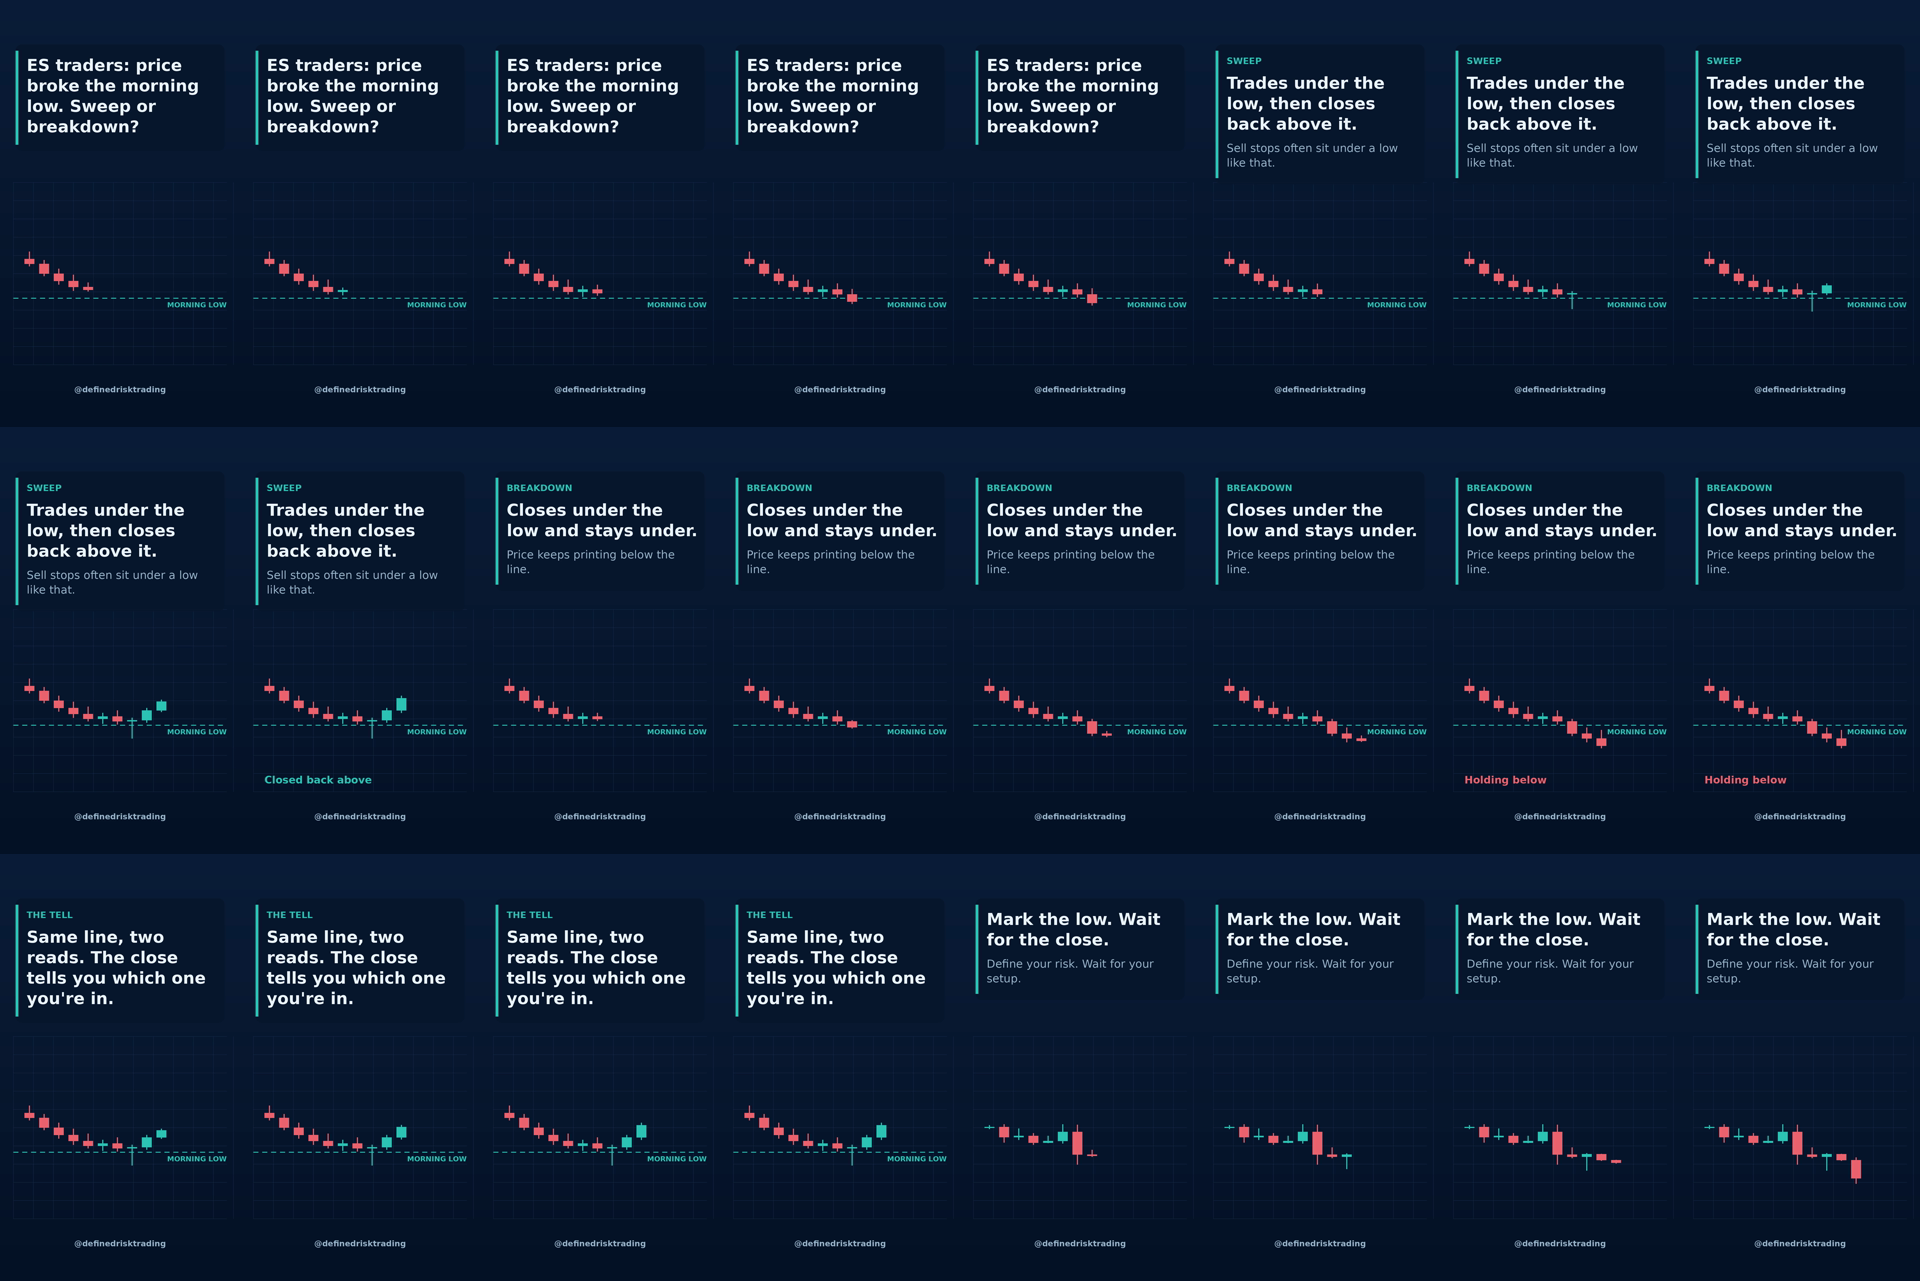 ES traders: price
broke the morning
low. Sweep or
breakdown?
MORNING LOW
@definedrisktrading
ES traders: price
broke the morning
low. Sweep or
breakdown?
MORNING LOW
@definedrisktrading
ES traders: price
broke the morning
low. Sweep or
breakdown?
MORNING LOW
@definedrisktrading
ES traders: price
broke the morning
low. Sweep or
breakdown?
MORNING LOW
@definedrisktrading
ES traders: price
broke the morning
low. Sweep or
breakdown?
MORNING LOW
@definedrisktrading
SWEEP
Trades under the
low, then closes
back above it.
Sell stops often sit under a low
like that.
MORNING LOW
@definedrisktrading
SWEEP
Trades under the
low, then closes
back above it.
Sell stops often sit under a low
like that.
MORNING LOW
@definedrisktrading
SWEEP
Trades under the
low, then closes
back above it.
Sell stops often sit under a low
like that.
MORNING LOW
@definedrisktrading
SWEEP
Trades under the
low, then closes
back above it.
Sell stops often sit under a low
like that.
MORNING LOW
@definedrisktrading
SWEEP
Trades under the
low, then closes
back above it.
Sell stops often sit under a low
like that.
MORNING LOW
Closed back above
@definedrisktrading
BREAKDOWN
Closes under the
low and stays under.
Price keeps printing below the
line.
MORNING LOW
@definedrisktrading
BREAKDOWN
Closes under the
low and stays under.
Price keeps printing below the
line.
MORNING LOW
@definedrisktrading
BREAKDOWN
Closes under the
low and stays under.
Price keeps printing below the
line.
MORNING LOW
@definedrisktrading
BREAKDOWN
Closes under the
low and stays under.
Price keeps printing below the
line.
MORNING LOW
@definedrisktrading
BREAKDOWN
Closes under the
low and stays under.
Price keeps printing below the
line.
MORNING LOW
Holding below
@definedrisktrading
BREAKDOWN
Closes under the
low and stays under.
Price keeps printing below the
line.
MORNING LOW
Holding below
@definedrisktrading
THE TELL
Same line, two
reads. The close
tells you which one
you're in.
MORNING LOW
@definedrisktrading
THE TELL
Same line, two
reads. The close
tells you which one
you're in.
MORNING LOW
@definedrisktrading
THE TELL
Same line, two
reads. The close
tells you which one
you're in.
MORNING LOW
@definedrisktrading
THE TELL
Same line, two
reads. The close
tells you which one
you're in.
MORNING LOW
@definedrisktrading
Mark the low. Wait
for the close.
Define your risk. Wait for your
setup.
@definedrisktrading
Mark the low. Wait
for the close.
Define your risk. Wait for your
setup.
@definedrisktrading
Mark the low. Wait
for the close.
Define your risk. Wait for your
setup.
@definedrisktrading
Mark the low. Wait
for the close.
Define your risk. Wait for your
setup.
@definedrisktrading